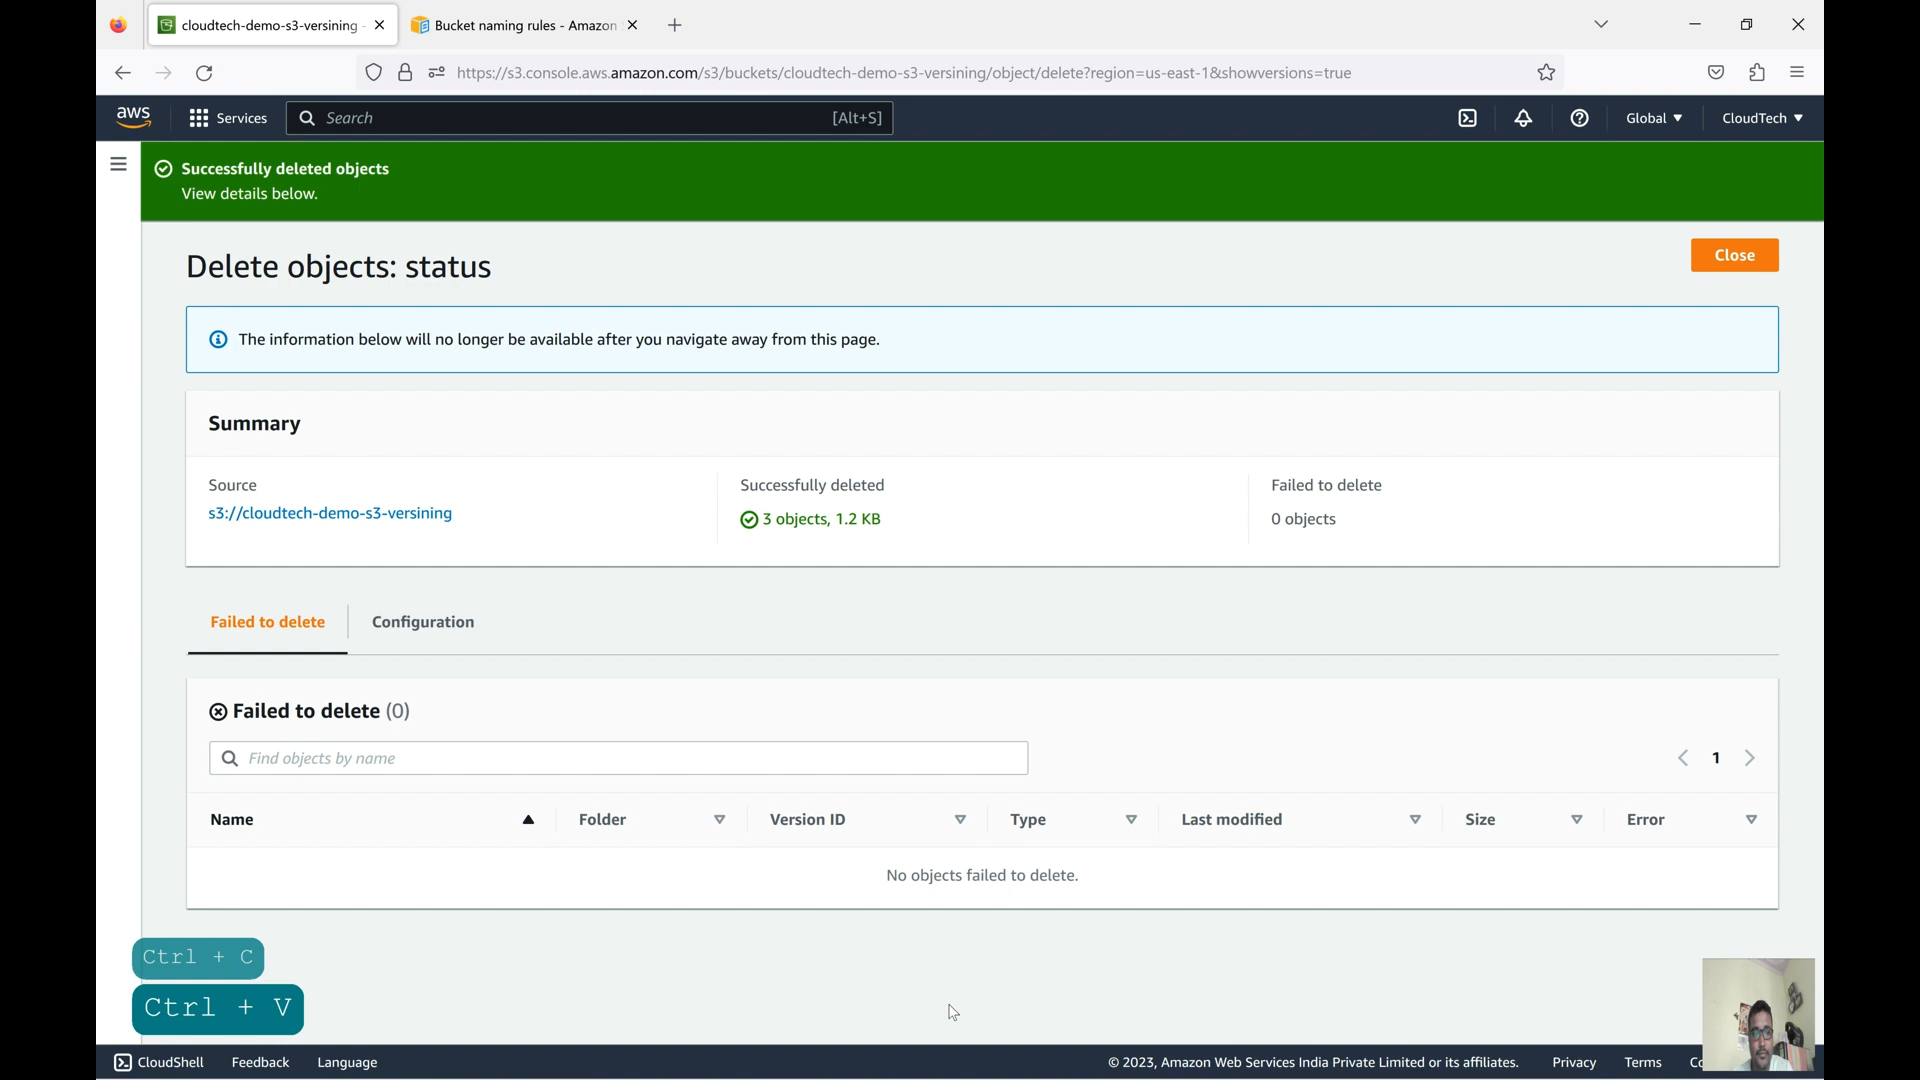 cloudtech-demo-s3-versining -
Bucket naming rules - Amazon
https://s3.console.aws.amazon.com/s3/buckets/cloudtech-demo-s3-versining/object/delete?region=us-east-1&showversions=true
aws
Services
Search
[Alt+S]
Global
CloudTech
Successfully deleted objects
View details below.
Delete objects: status
Close
The information below will no longer be available after you navigate away from this page.
Summary
Source
s3://cloudtech-demo-s3-versining
Successfully deleted
3 objects, 1.2 KB
Failed to delete
0 objects
Failed to delete
Configuration
Failed to delete (0)
Find objects by name
1
Name
Folder
Version ID
Type
Last modified
Size
Error
No objects failed to delete.
Ctrl + C
Ctrl + V
CloudShell
Feedback
Language
© 2023, Amazon Web Services India Private Limited or its affiliates.
Privacy
Terms